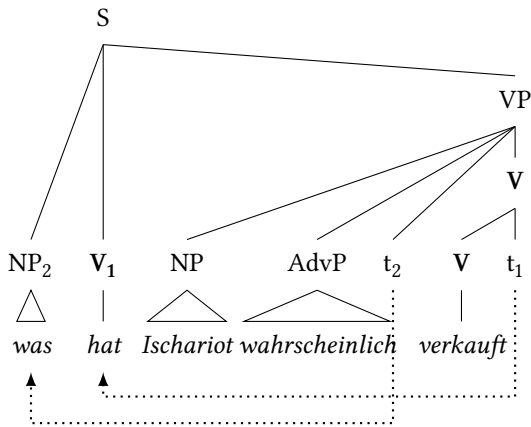 S
VP
V
NP₂ V₁ NP AdvP t₂ V t₁
was hat Ischariot wahrscheinlich verkauft